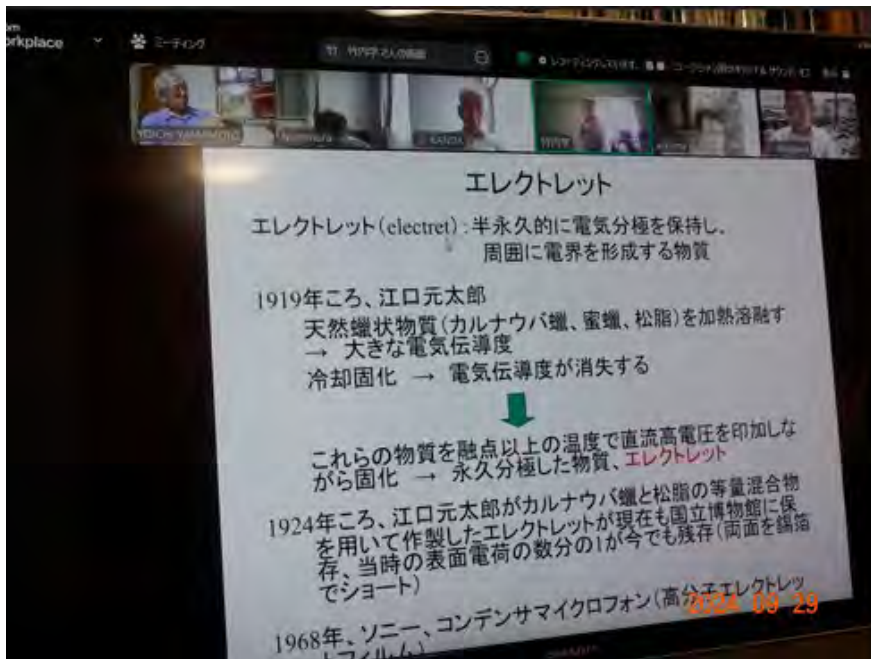 om
orkplace
ミーティング
YOICHI YAMAMOTO
KANDA
エレクトレット
エレクトレット(electret):半永久的に電気分極を保持し、
周囲に電界を形成する物質
1919年ころ、江口元太郎
天然蠟状物質(カルナウバ蠟、蜜蠟、松脂)を加熱溶融す
→ 大きな電気伝導度
冷却固化 → 電気伝導度が消失する
これらの物質を融点以上の温度で直流高電圧を印加しな
がら固化 → 永久分極した物質、エレクトレット
1924年ころ、江口元太郎がカルナウバ蠟と松脂の等量混合物
を用いて作製したエレクトレットが現在も国立博物館に保
存、当時の表面電荷の数分の1が今でも残存(両面を錫箔
でショート)
1968年、ソニー、コンデンサマイクロフォン(高分子エレクトレッ
トフィルム)
2024 09 29